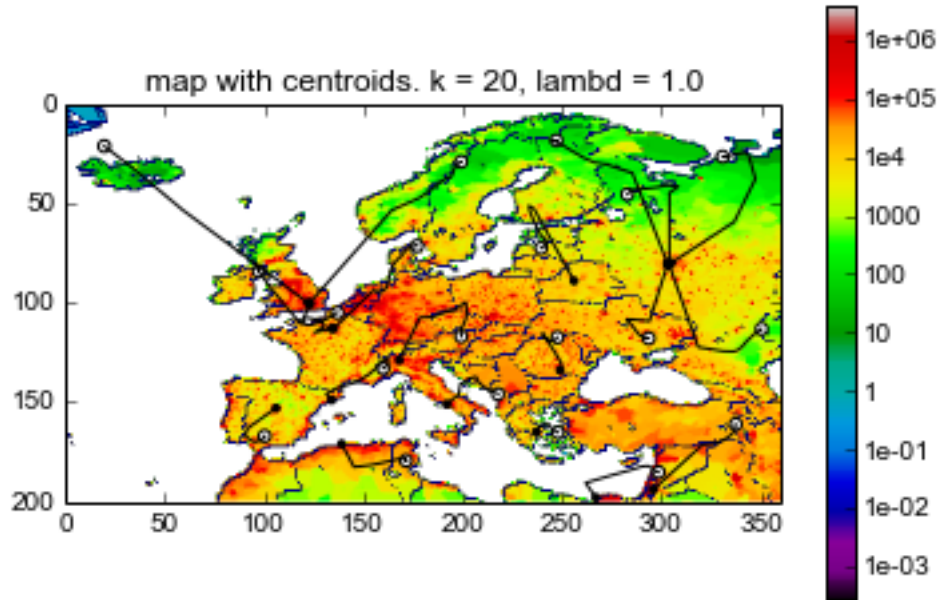 map with centroids. k = 20, lambd = 1.0
0
50
100
150
200
0 50 100 150 200 250 300 350
1e+06
1e+05
1e4
1000
100
10
1
1e-01
1e-02
1e-03